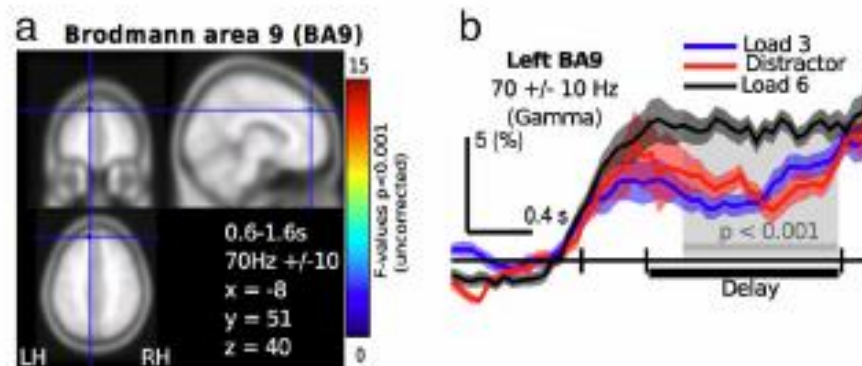 a
Brodmann area 9 (BA9)
15
F-values p<0.001
(uncorrected)
0
0.6-1.6s
70Hz +/-10
x = -8
y = 51
z = 40
LH
RH
b
Left BA9
70 +/- 10 Hz
(Gamma)
Load 3
Distractor
Load 6
5 (%)
0.4 s
p < 0.001
Delay